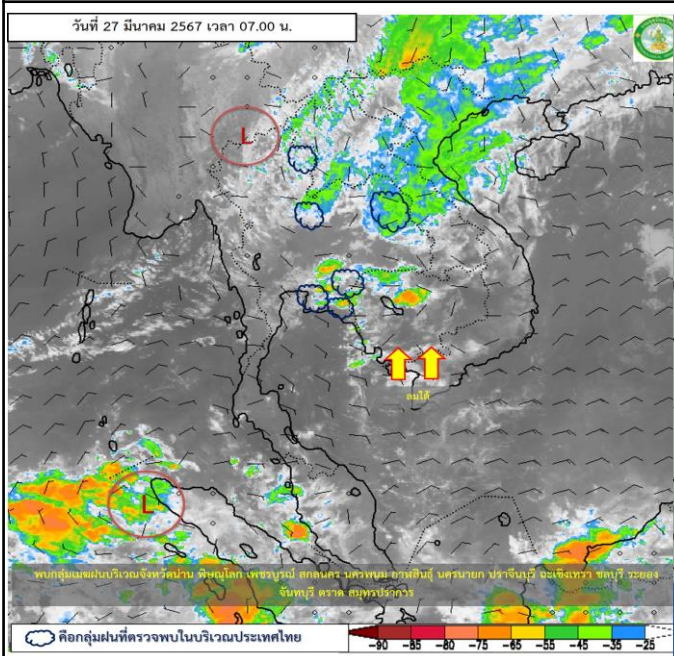 วันที่ 27 มีนาคม 2567 เวลา 07.00 น.
L
ลมใต้
L
พบกลุ่มเมฆฝนบริเวณจังหวัดน่าน พิษณุโลก เพชรบูรณ์ สกลนคร นครพนม กาฬสินธุ์ นครนายก ปราจีนบุรี ฉะเชิงเทรา ชลบุรี ระยอง
จันทบุรี ตราด สมุทรปราการ
คือกลุ่มฝนที่ตรวจพบในบริเวณประเทศไทย
-90 -85 -80 -75 -65 -55 -45 -35 -25